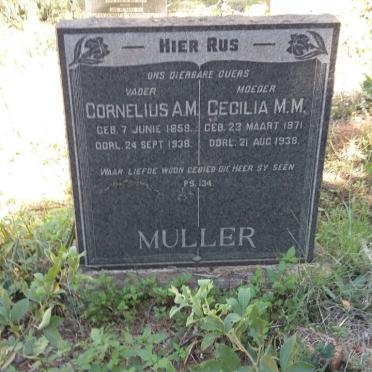 — HIER RUS —
ONS DIERBARE OUERS
VADER MOEDER
CORNELIUS A.M. CECILIA M.M.
GEB. 7 JUNIE 1859. GEB. 23 MAART 1871.
OORL. 24 SEPT 1938. OORL. 21 AUG 1938.
WAAR LIEFDE WOON GEBIED DIE HEER SY SEËN
PS. 134.
MULLER